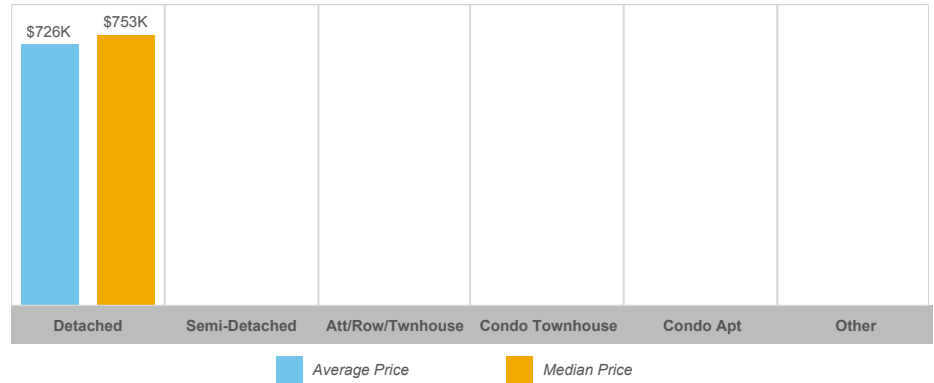 $726K
$753K
Detached
Semi-Detached
Att/Row/Twnhouse
Condo Townhouse
Condo Apt
Other
Average Price
Median Price